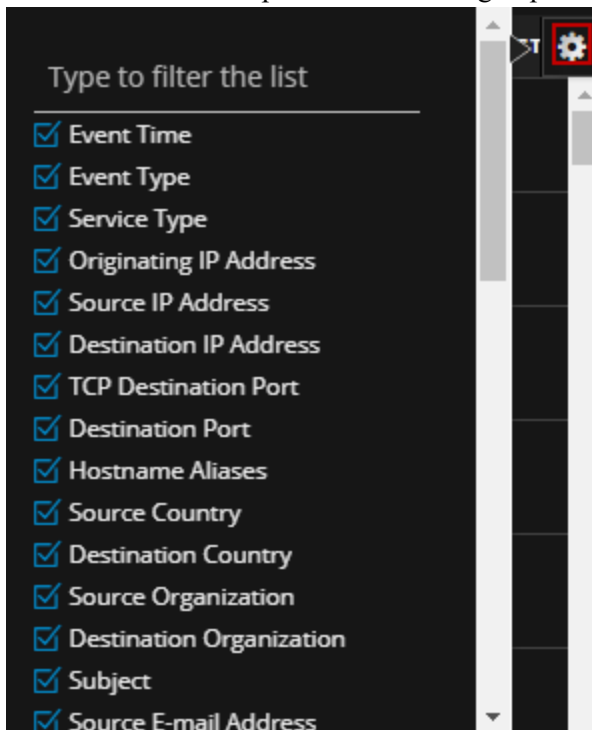 Type to filter the list
Event Time
Event Type
Service Type
Originating IP Address
Source IP Address
Destination IP Address
TCP Destination Port
Destination Port
Hostname Aliases
Source Country
Destination Country
Source Organization
Destination Organization
Subject
Source E-mail Address